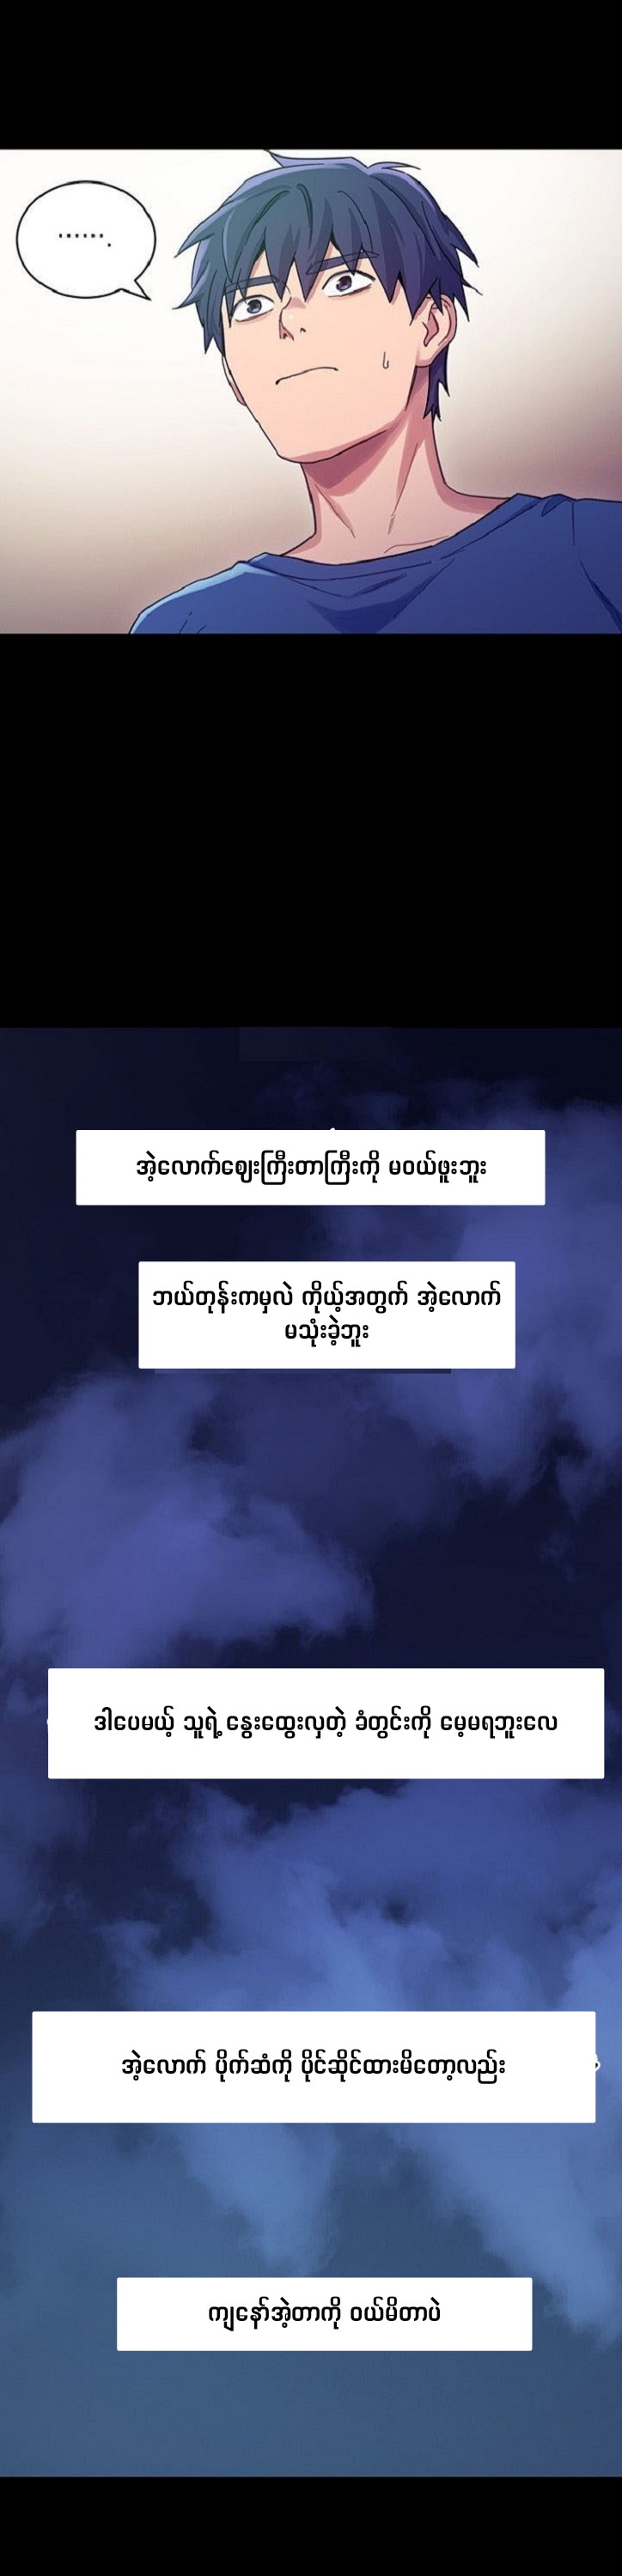 .......
အဲ့လောက်ဈေးကြီးတာကြီးကို မဝယ်ဖူးဘူး
ဘယ်တုန်းကမှလဲ ကိုယ့်အတွက် အဲ့လောက်
မသုံးခဲ့ဘူး
ဒါပေမယ့် သူရဲ့ နွေးထွေးလှတဲ့ ခံတွင်းကို မေ့မရဘူးလေ
အဲ့လောက် ပိုက်ဆံကို ပိုင်ဆိုင်ထားမိတော့လည်း
ကျနော်အဲ့တာကို ဝယ်မိတာပဲ